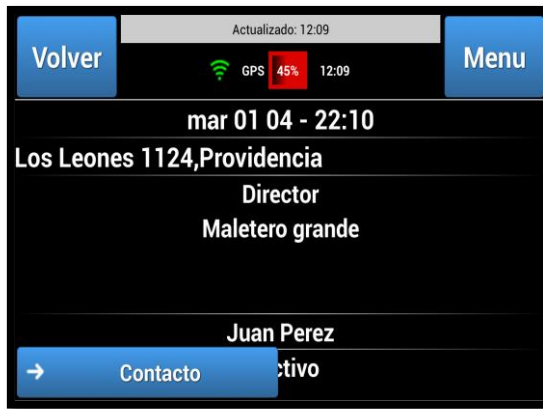 Actualizado: 12:09
Volver
GPS 45% 12:09
Menu
mar 01 04 - 22:10
Los Leones 1124,Providencia
Director
Maletero grande
Juan Perez
Contacto
ctivo